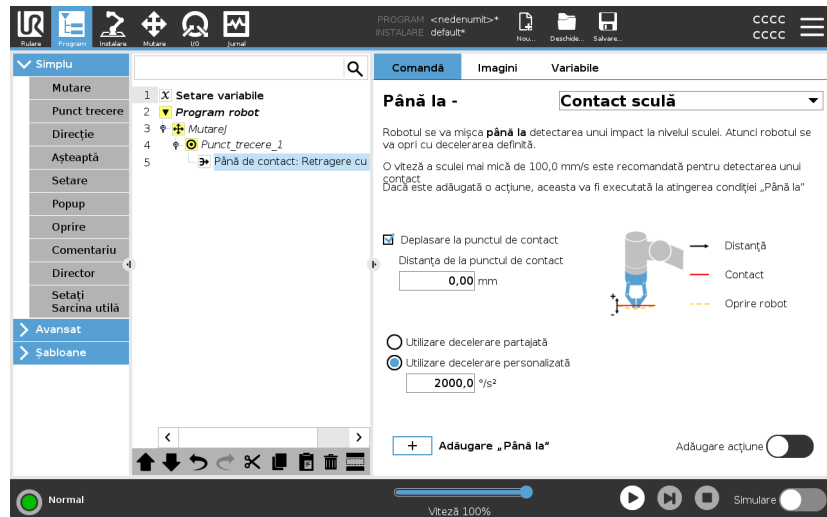 PROGRAM <nedenumit>*
INSTALARE default*
cccc
cccc
Rulare
Program
Instalare
Mutare
I/O
Jurnal
Nou...
Deschide...
Salvare...
Simplu
Mutare
Punct trecere
Direcție
Așteaptă
Setare
Popup
Oprire
Comentariu
Director
Setați
Sarcina utilă
Avansat
Șabloane
1 X Setare variabile
2 Program robot
3 MutareJ
4 Punct_trecere_1
5 Până de contact: Retragere cu
Comandă
Imagini
Variabile
Până la -
Contact sculă
Robotul se va mișca până la detectarea unui impact la nivelul sculei. Atunci robotul se
va opri cu decelerarea definită.
O viteză a sculei mai mică de 100,0 mm/s este recomandată pentru detectarea unui
contact
Dacă este adăugată o acțiune, aceasta va fi executată la atingerea condiției „Până la”
Deplasare la punctul de contact
Distanța de la punctul de contact
0,00 mm
Distanță
Contact
Oprire robot
+
-
Utilizare decelerare partajată
Utilizare decelerare personalizată
2000,0 °/s²
+ Adăugare „Până la”
Adăugare acțiune
Normal
Viteză 100%
Simulare